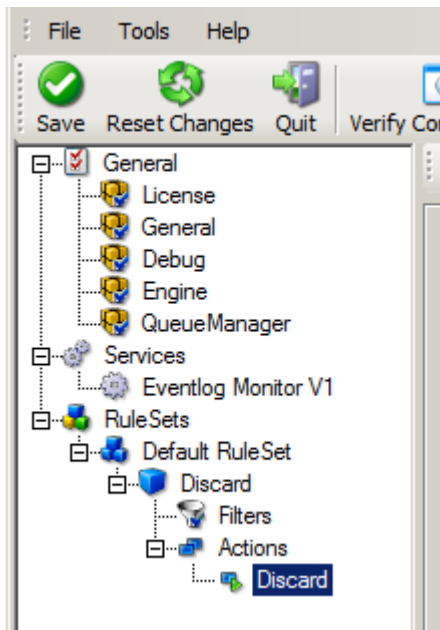 File Tools Help
Save Reset Changes Quit Verify
General
License
General
Debug
Engine
QueueManager
Services
Eventlog Monitor V1
RuleSets
Default RuleSet
Discard
Filters
Actions
Discard